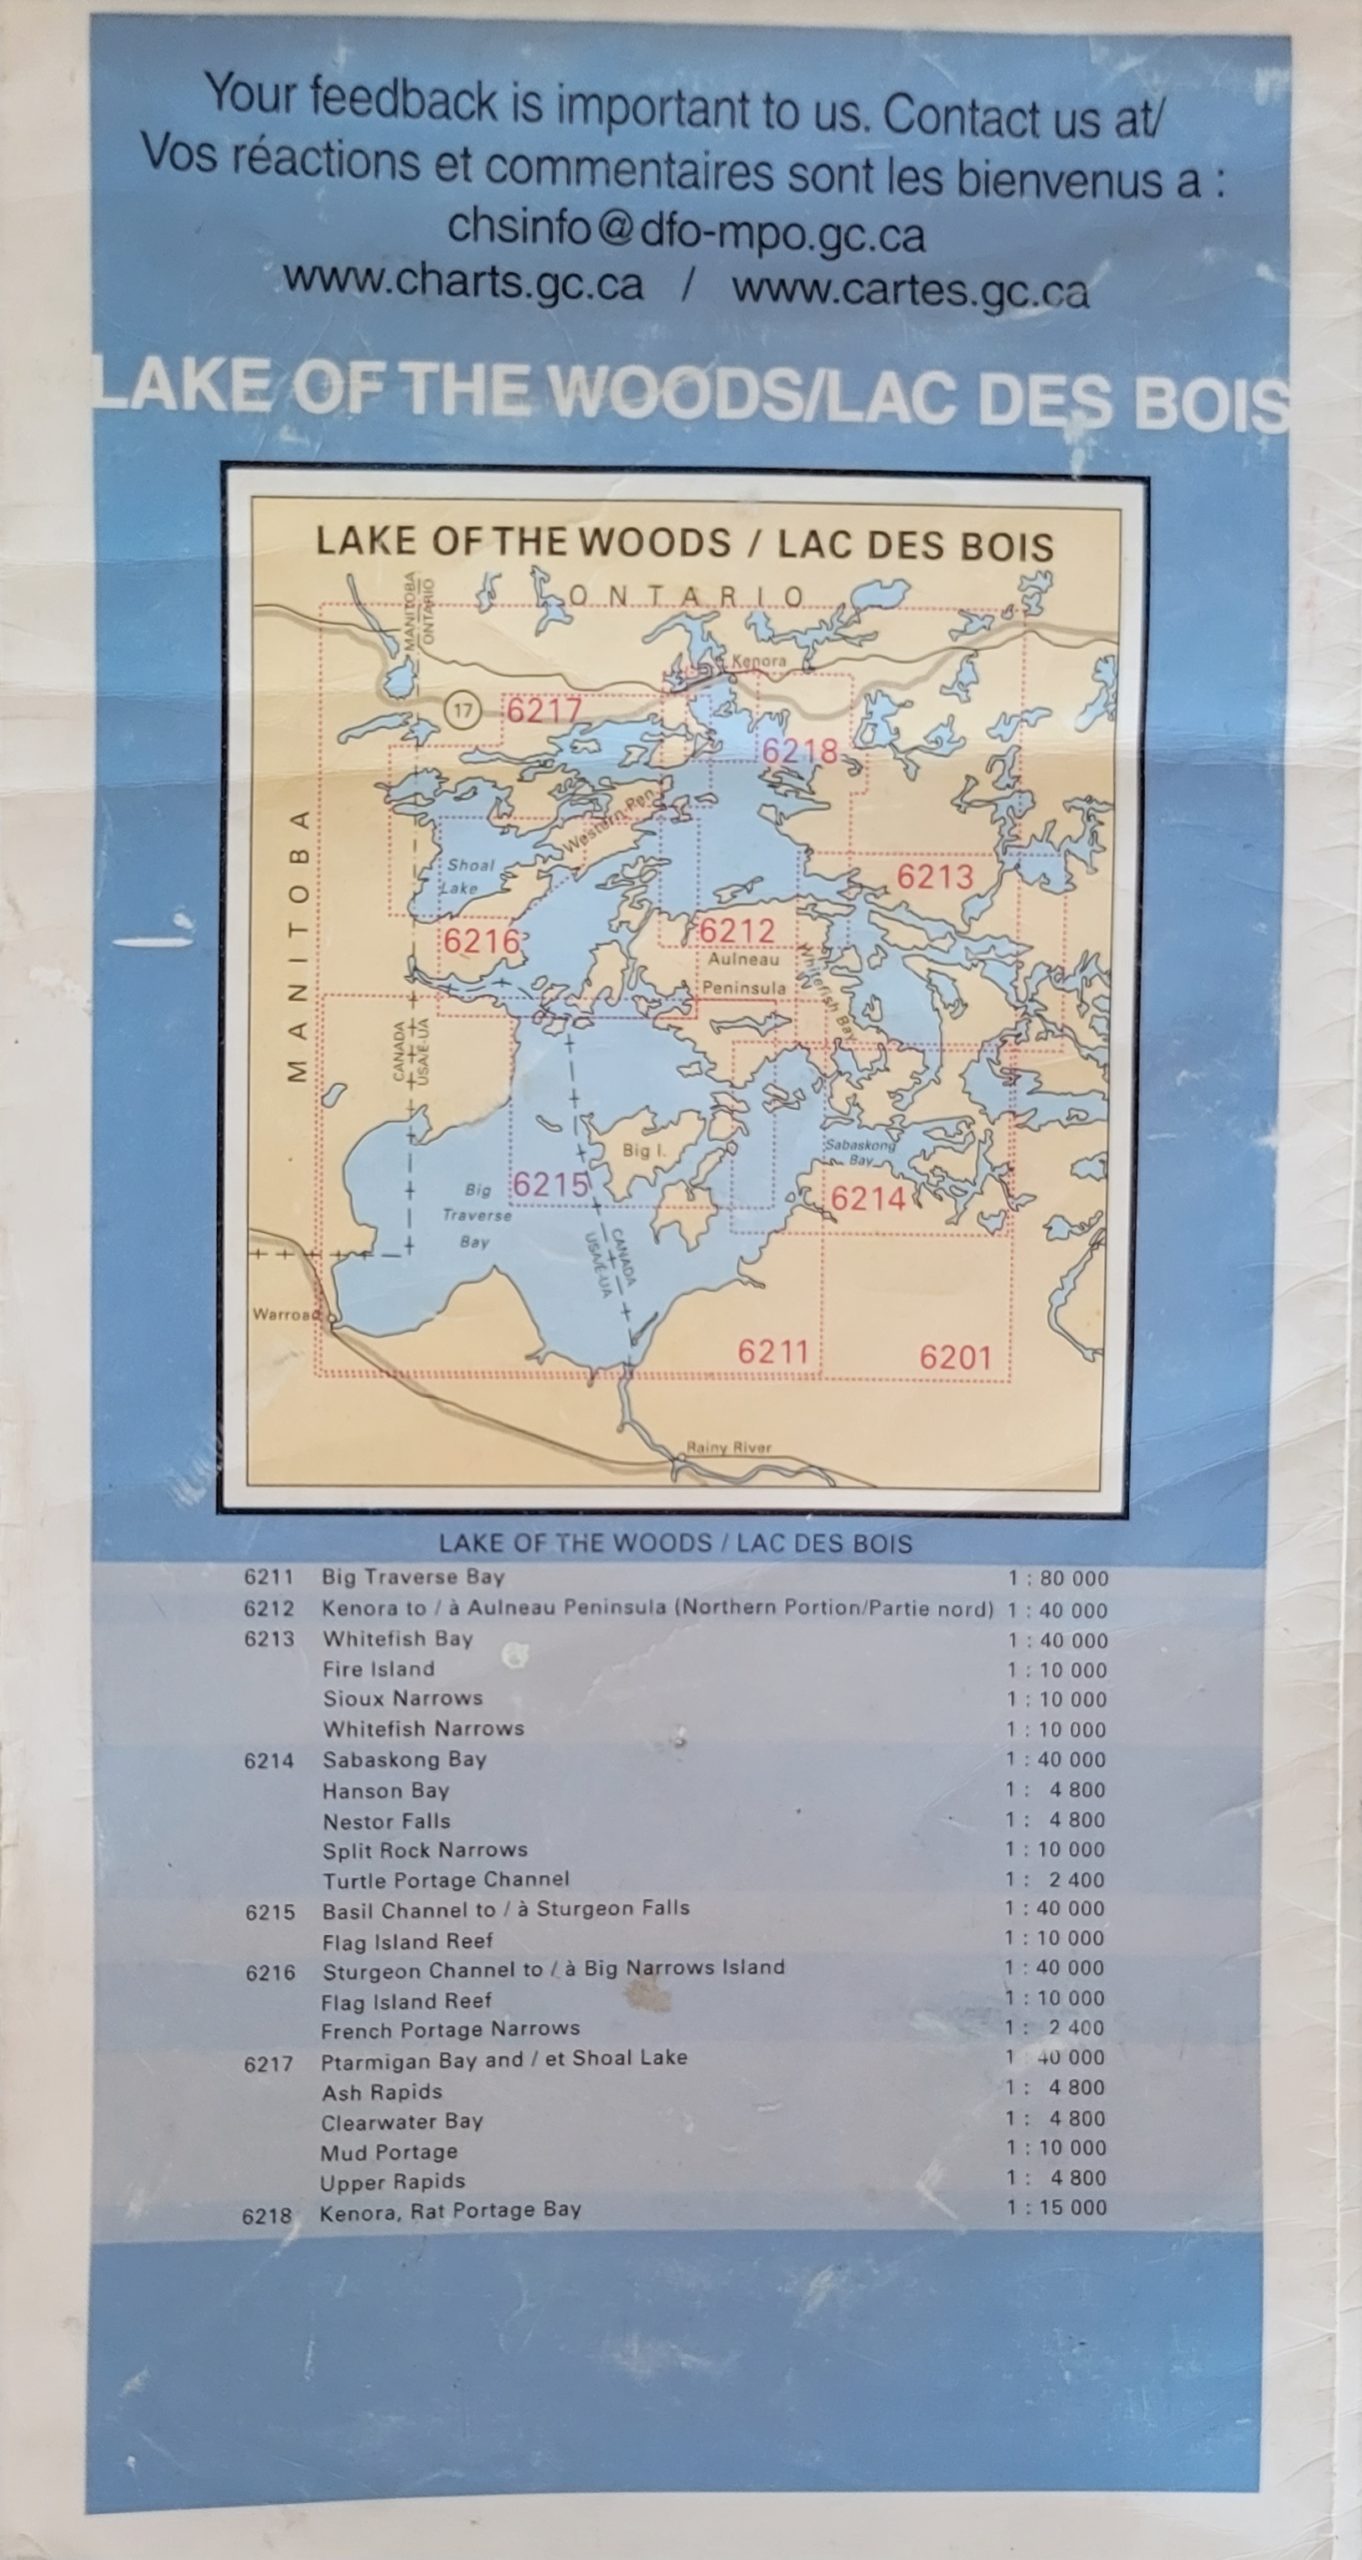 Your feedback is important to us. Contact us at/
Vos réactions et commentaires sont les bienvenus a :
chsinfo@dfo-mpo.gc.ca
www.charts.gc.ca / www.cartes.gc.ca
LAKE OF THE WOODS/LAC DES BOIS
LAKE OF THE WOODS / LAC DES BOIS
ONTARIO
MANITOBA
ONTARIO
Kenora
17
6217
6218
Western Pen.
MANITOBA
Shoal
Lake
6213
6216
6212
Aulneau
Peninsula
Whitefish Bay
CANADA
USA/É-UA
Big I.
Sabaskong
Bay
6215
6214
Big
Traverse
Bay
CANADA
USA/É-UA
Warroad
6211
6201
Rainy River
LAKE OF THE WOODS / LAC DES BOIS
6211 Big Traverse Bay 1 : 80 000
6212 Kenora to / à Aulneau Peninsula (Northern Portion/Partie nord) 1 : 40 000
6213 Whitefish Bay 1 : 40 000
Fire Island 1 : 10 000
Sioux Narrows 1 : 10 000
Whitefish Narrows 1 : 10 000
6214 Sabaskong Bay 1 : 40 000
Hanson Bay 1 : 4 800
Nestor Falls 1 : 4 800
Split Rock Narrows 1 : 10 000
Turtle Portage Channel 1 : 2 400
6215 Basil Channel to / à Sturgeon Falls 1 : 40 000
Flag Island Reef 1 : 10 000
6216 Sturgeon Channel to / à Big Narrows Island 1 : 40 000
Flag Island Reef 1 : 10 000
French Portage Narrows 1 : 2 400
6217 Ptarmigan Bay and / et Shoal Lake 1 40 000
Ash Rapids 1 : 4 800
Clearwater Bay 1 : 4 800
Mud Portage 1 : 10 000
Upper Rapids 1 : 4 800
6218 Kenora, Rat Portage Bay 1 : 15 000